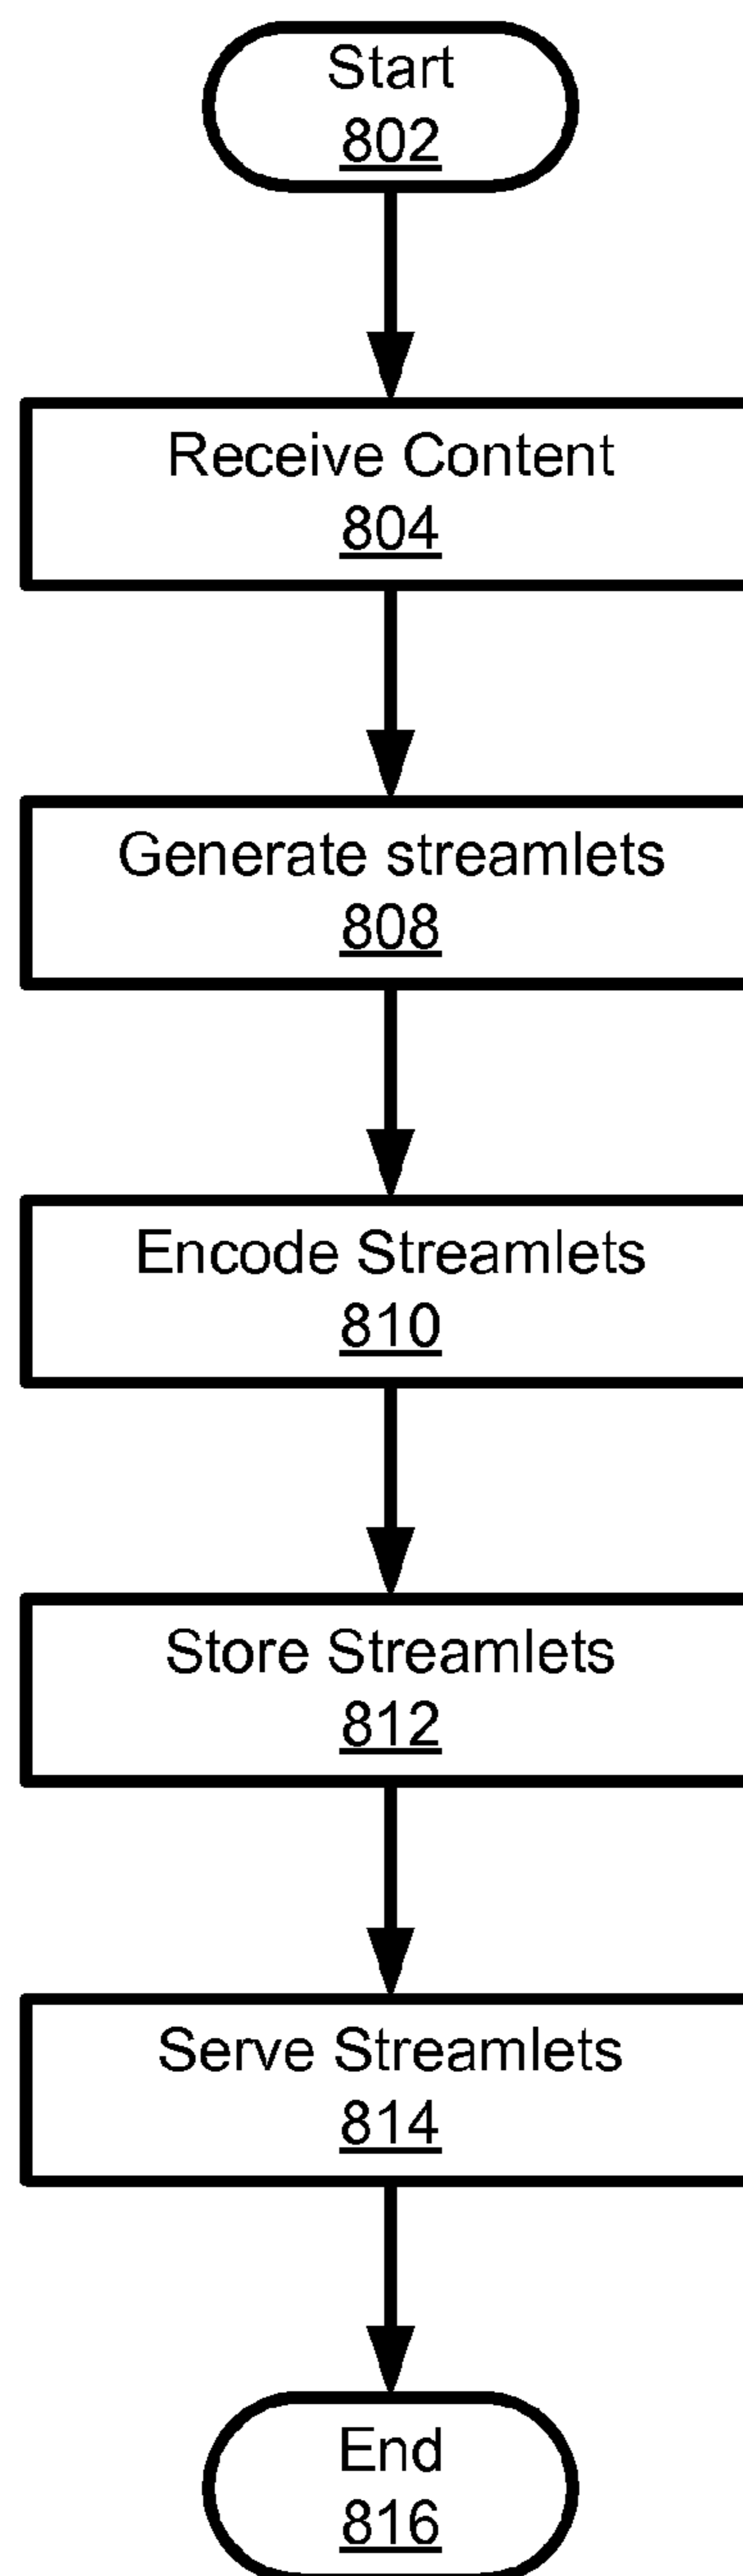 Start
802
Receive Content
804
Generate streamlets
808
Encode Streamlets
810
Store Streamlets
812
Serve Streamlets
814
End
816